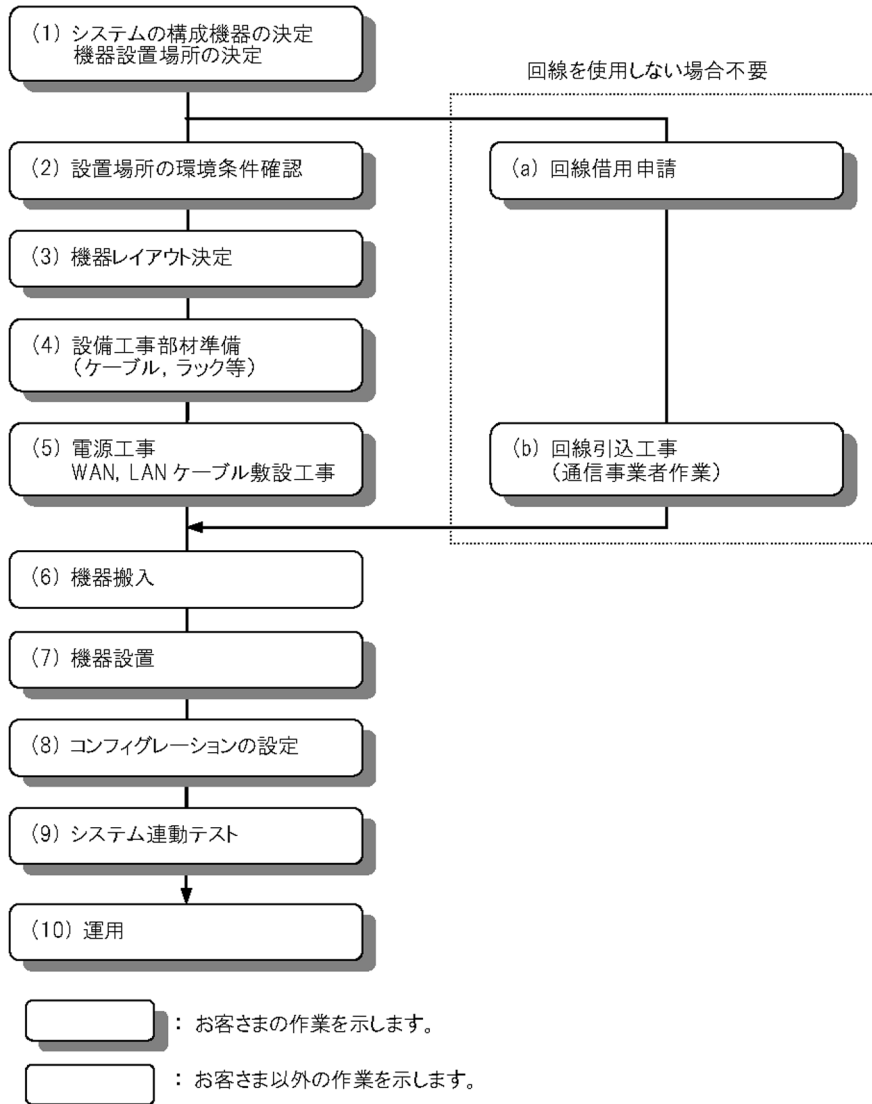 (1) システムの構成機器の決定
機器設置場所の決定
回線を使用しない場合不要
(2) 設置場所の環境条件確認
(a) 回線借用申請
(3) 機器レイアウト決定
(4) 設備工事部材準備
(ケーブル, ラック等)
(5) 電源工事
WAN, LAN ケーブル敷設工事
(b) 回線引込工事
(通信事業者作業)
(6) 機器搬入
(7) 機器設置
(8) コンフィグレーションの設定
(9) システム連動テスト
(10) 運用
： お客さまの作業を示します。
： お客さま以外の作業を示します。